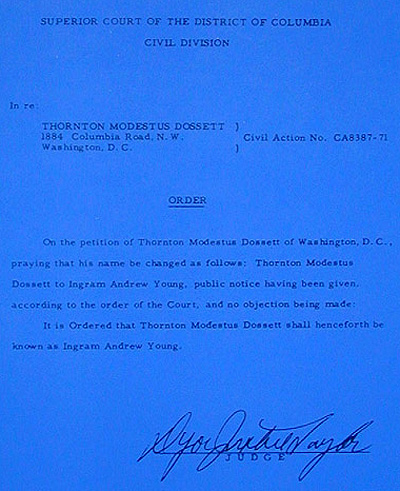 SUPERIOR COURT OF THE DISTRICT OF COLUMBIA
CIVIL DIVISION
In re:
THORNTON MODESTUS DOSSETT )
1884 Columbia Road, N. W. Civil Action No. CA8387-71
Washington, D. C. )
ORDER
On the petition of Thornton Modestus Dossett of Washington, D. C.,
praying that his name be changed as follows: Thornton Modestus
Dossett to Ingram Andrew Young, public notice having been given,
according to the order of the Court, and no objection being made:
It is Ordered that Thornton Modestus Dossett shall henceforth be
known as Ingram Andrew Young.
JUDGE